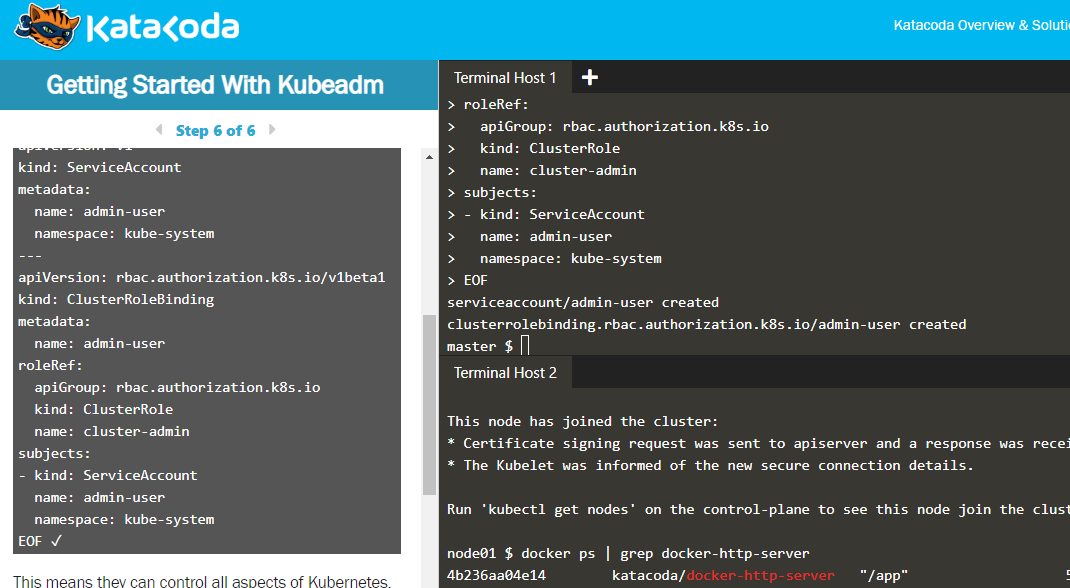 Katakoda
Katacoda Overview & Soluti
Getting Started With Kubeadm
Step 6 of 6
apiVersion: v1
kind: ServiceAccount
metadata:
  name: admin-user
  namespace: kube-system
---
apiVersion: rbac.authorization.k8s.io/v1beta1
kind: ClusterRoleBinding
metadata:
  name: admin-user
roleRef:
  apiGroup: rbac.authorization.k8s.io
  kind: ClusterRole
  name: cluster-admin
subjects:
- kind: ServiceAccount
  name: admin-user
  namespace: kube-system
EOF ✓
This means they can control all aspects of Kubernetes.
Terminal Host 1 +
> roleRef:
>   apiGroup: rbac.authorization.k8s.io
>   kind: ClusterRole
>   name: cluster-admin
> subjects:
> - kind: ServiceAccount
>   name: admin-user
>   namespace: kube-system
> EOF
serviceaccount/admin-user created
clusterrolebinding.rbac.authorization.k8s.io/admin-user created
master $
Terminal Host 2
This node has joined the cluster:
* Certificate signing request was sent to apiserver and a response was recei
* The Kubelet was informed of the new secure connection details.
Run 'kubectl get nodes' on the control-plane to see this node join the clust
node01 $ docker ps | grep docker-http-server
4b236aa04e14        katacoda/docker-http-server   "/app"